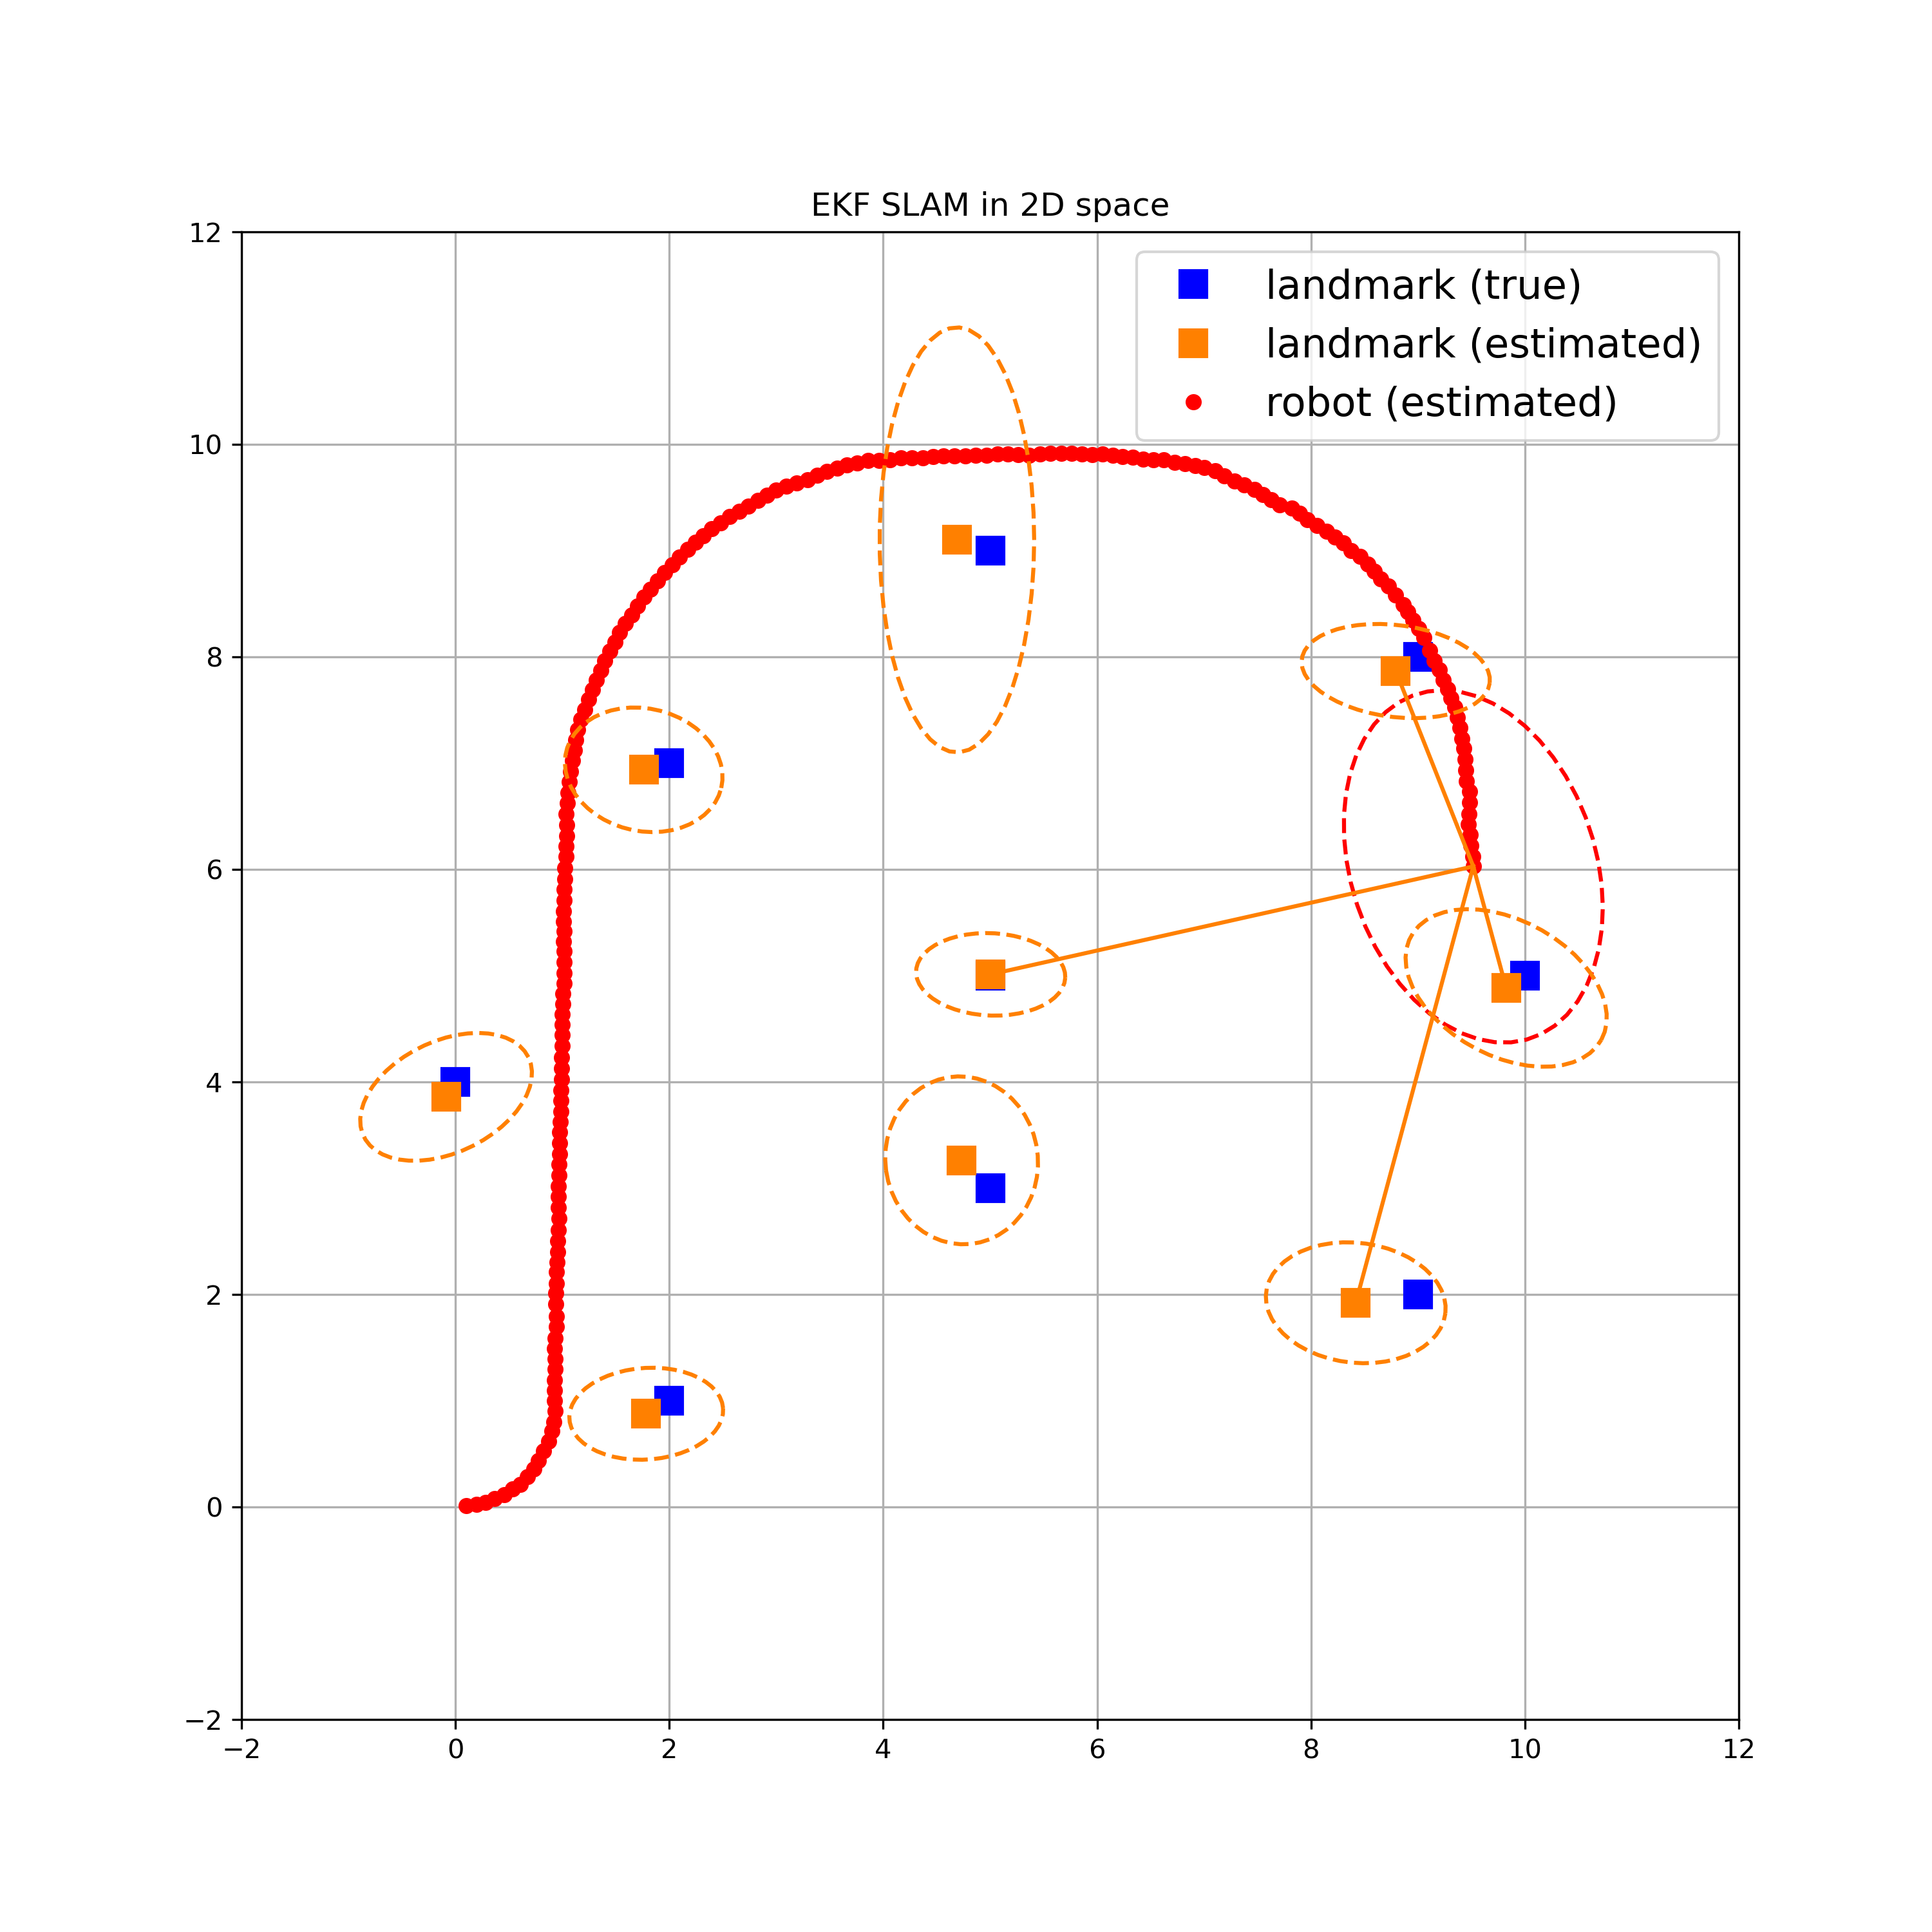 EKF SLAM in 2D space
12
landmark (true)
landmark (estimated)
robot (estimated)
10
8
6
4
2
0
−2
−2 0 2 4 6 8 10 12